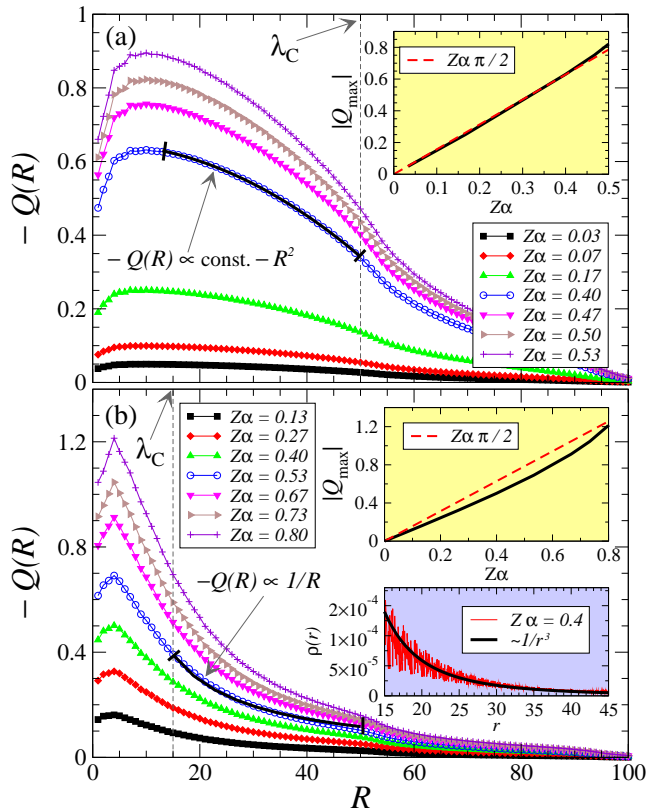 (a)
λ_C
− Q(R)
1
0.8
0.6
0.4
0.2
0
− Q(R) ∝ const. − R²
|Q_max|
0.8
0.6
0.4
0.2
0
Zα π / 2
0 0.1 0.2 0.3 0.4 0.5
Zα
Zα = 0.03
Zα = 0.07
Zα = 0.17
Zα = 0.40
Zα = 0.47
Zα = 0.50
Zα = 0.53
(b)
λ_C
− Q(R)
1.2
0.8
0.4
0
Zα = 0.13
Zα = 0.27
Zα = 0.40
Zα = 0.53
Zα = 0.67
Zα = 0.73
Zα = 0.80
−Q(R) ∝ 1/R
|Q_max|
1.2
0.8
0.4
0
Zα π / 2
0 0.2 0.4 0.6 0.8
Zα
ρ(r)
2×10⁻⁴
1×10⁻⁴
5×10⁻⁵
0
Z α = 0.4
~1/r³
15 20 25 30 35 40 45
r
0 20 40 60 80 100
R